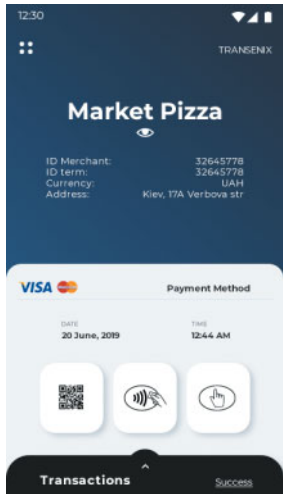 12:30
TRANSENIX
Market Pizza
ID Merchant: 32645778
ID term: 32645778
Currency: UAH
Address: Kiev, 17A Verbova str
VISA MasterCard Payment Method
DATE TIME
20 June, 2019 12:44 AM
Transactions Success